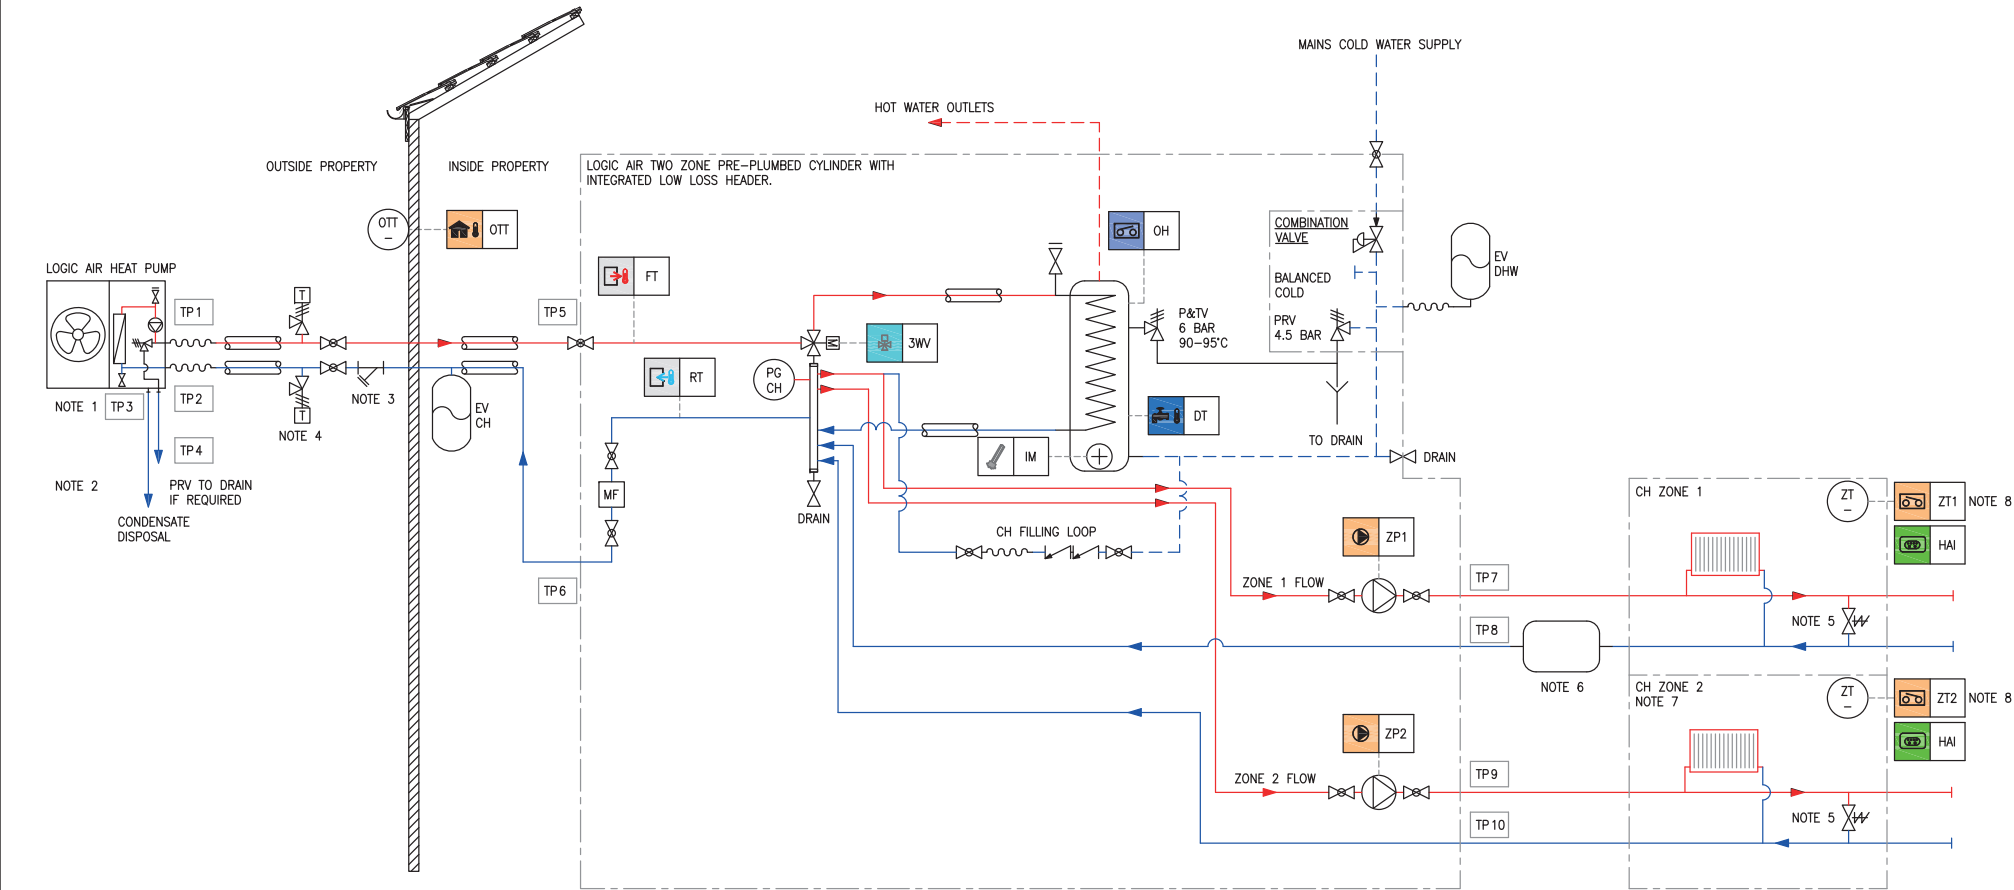 MAINS COLD WATER SUPPLY
HOT WATER OUTLETS
OUTSIDE PROPERTY
INSIDE PROPERTY
LOGIC AIR TWO ZONE PRE-PLUMBED CYLINDER WITH
INTEGRATED LOW LOSS HEADER.
OTT
–
OTT
OH
COMBINATION
VALVE
BALANCED
COLD
PRV
4.5 BAR
EV
DHW
LOGIC AIR HEAT PUMP
FT
TP1
T
TP5
P&TV
6 BAR
90-95°C
3WV
M
RT
PG
CH
NOTE 1
TP3
TP2
T
NOTE 3
NOTE 4
EV
CH
DT
TO DRAIN
DRAIN
IM
TP4
NOTE 2
PRV TO DRAIN
IF REQUIRED
CONDENSATE
DISPOSAL
MF
DRAIN
CH FILLING LOOP
CH ZONE 1
ZT
–
ZT1
NOTE 8
HAI
ZP1
ZONE 1 FLOW
TP6
TP7
TP8
NOTE 5
NOTE 6
CH ZONE 2
NOTE 7
ZT
–
ZT2
NOTE 8
HAI
ZP2
ZONE 2 FLOW
TP9
TP10
NOTE 5